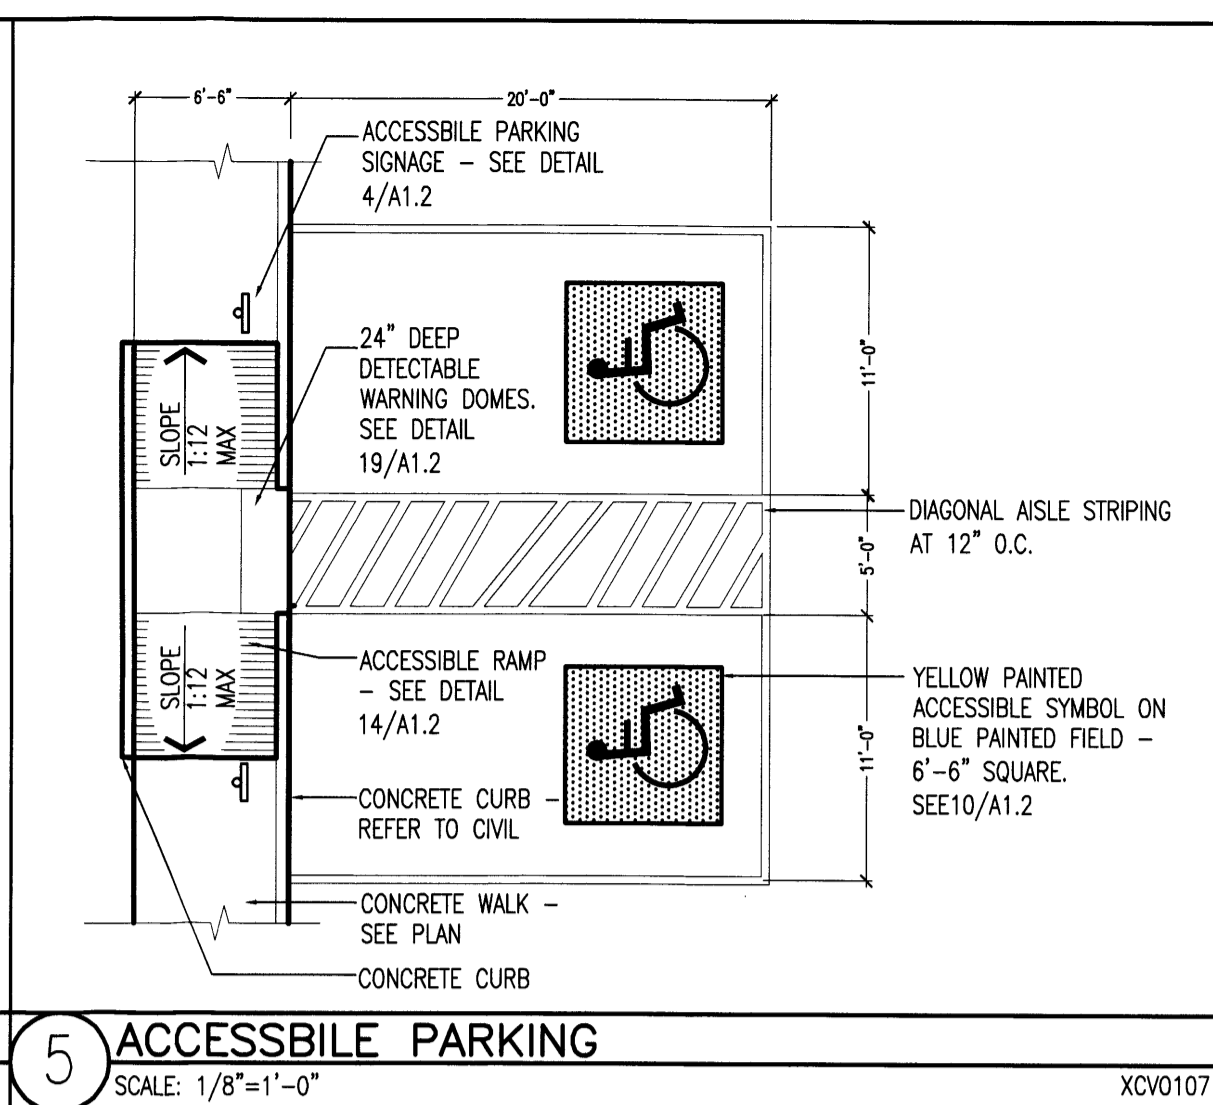 6'-6"
20'-0"
ACCESSBILE PARKING
SIGNAGE – SEE DETAIL
4/A1.2
24" DEEP
DETECTABLE
WARNING DOMES.
SEE DETAIL
19/A1.2
SLOPE
1:12
MAX
11'-0"
DIAGONAL AISLE STRIPING
AT 12" O.C.
5'-0"
SLOPE
1:12
MAX
ACCESSIBLE RAMP
– SEE DETAIL
14/A1.2
11'-0"
YELLOW PAINTED
ACCESSIBLE SYMBOL ON
BLUE PAINTED FIELD –
6'-6" SQUARE.
SEE10/A1.2
CONCRETE CURB –
REFER TO CIVIL
CONCRETE WALK –
SEE PLAN
CONCRETE CURB
5
ACCESSBILE PARKING
SCALE: 1/8"=1'-0"
XCV0107